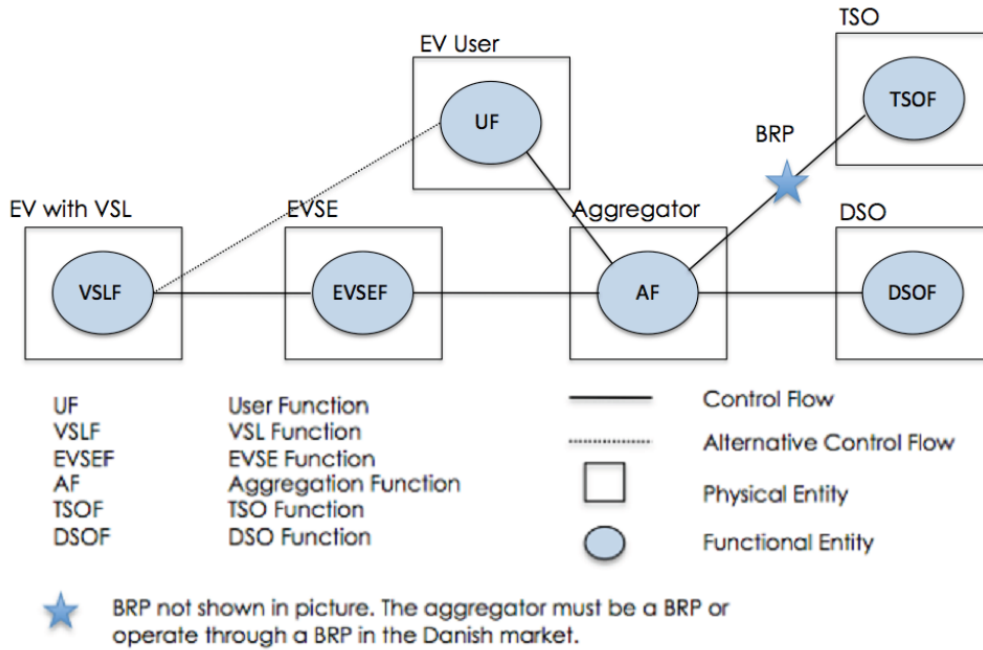 TSO
EV User
TSOF
UF
BRP
EV with VSL
EVSE
Aggregator
DSO
VSLF
EVSEF
AF
DSOF
UF User Function
VSLF VSL Function
EVSEF EVSE Function
AF Aggregation Function
TSOF TSO Function
DSOF DSO Function
Control Flow
Alternative Control Flow
Physical Entity
Functional Entity
BRP not shown in picture. The aggregator must be a BRP or
operate through a BRP in the Danish market.